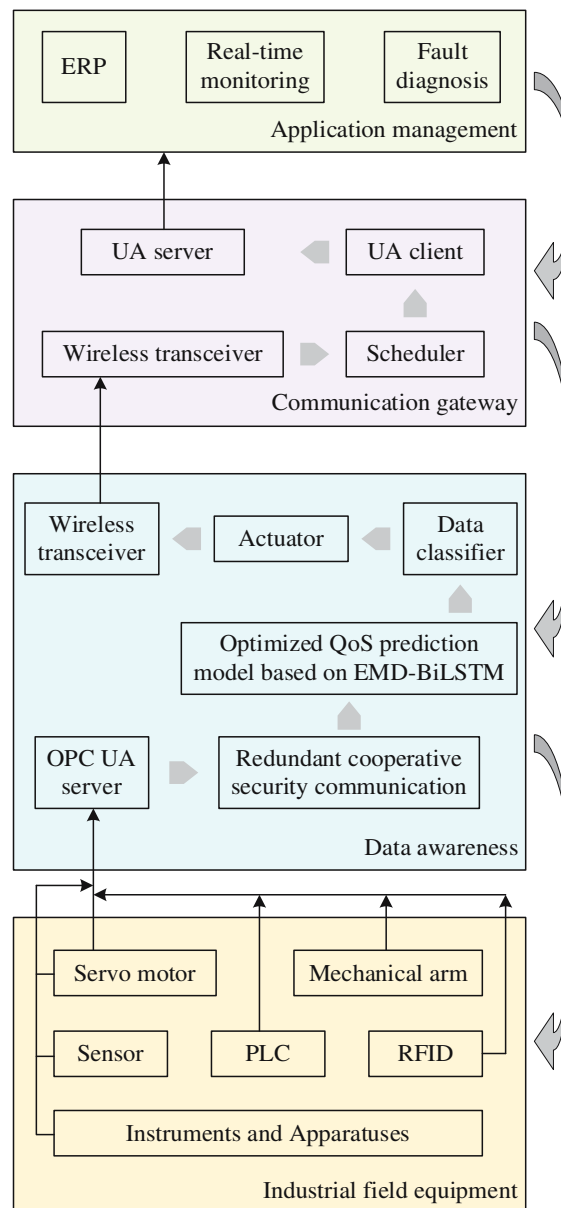 ERP
Real-time
monitoring
Fault
diagnosis
Application management
UA server
UA client
Wireless transceiver
Scheduler
Communication gateway
Wireless
transceiver
Actuator
Data
classifier
Optimized QoS prediction
model based on EMD-BiLSTM
OPC UA
server
Redundant cooperative
security communication
Data awareness
Servo motor
Mechanical arm
Sensor
PLC
RFID
Instruments and Apparatuses
Industrial field equipment